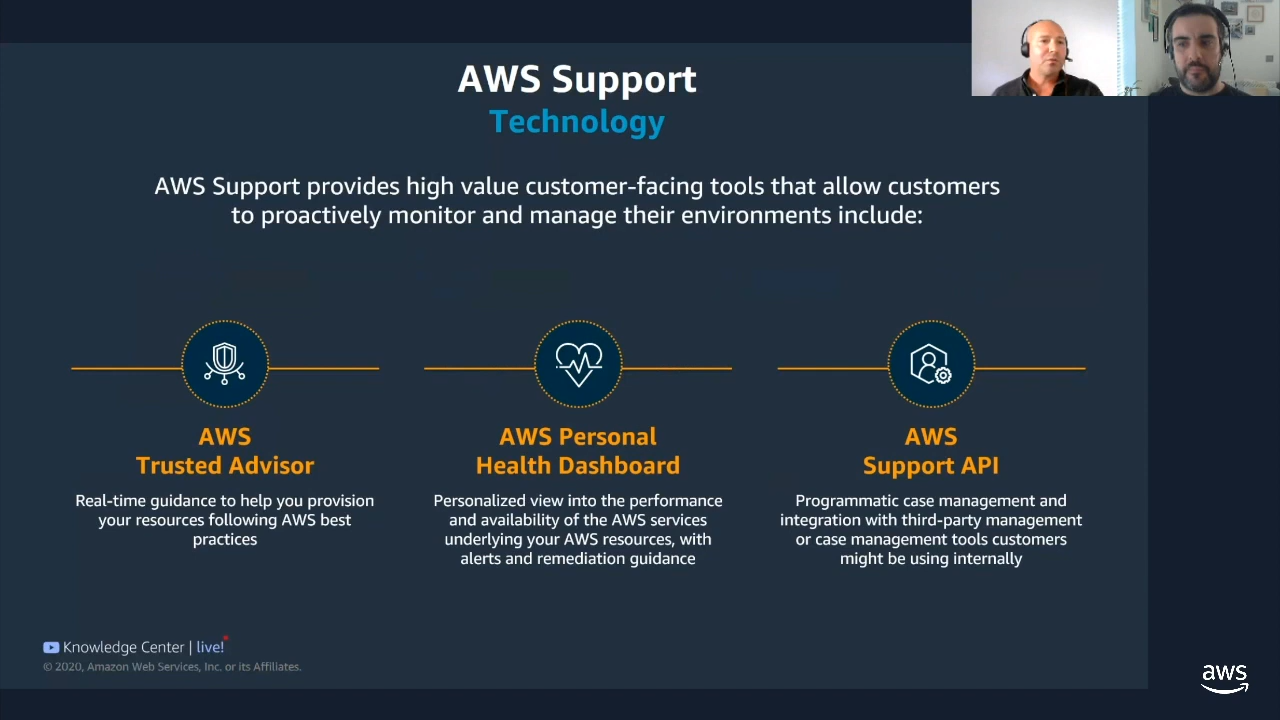 AWS Support
Technology
AWS Support provides high value customer-facing tools that allow customers
to proactively monitor and manage their environments include:
AWS
Trusted Advisor
Real-time guidance to help you provision
your resources following AWS best
practices
AWS Personal
Health Dashboard
Personalized view into the performance
and availability of the AWS services
underlying your AWS resources, with
alerts and remediation guidance
AWS
Support API
Programmatic case management and
integration with third-party management
or case management tools customers
might be using internally
Knowledge Center | live!
© 2020, Amazon Web Services, Inc. or its Affiliates.
aws